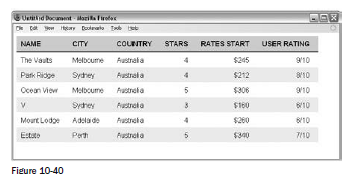 Untitled Document - Mozilla Firefox
File Edit View History Bookmarks Tools Help
NAME CITY COUNTRY STARS RATES START USER RATING
The Vaults Melbourne Australia 4 $245 9/10
Park Ridge Sydney Australia 4 $212 8/10
Ocean View Melbourne Australia 5 $306 9/10
V Sydney Australia 3 $160 6/10
Mount Lodge Adelaide Australia 4 $260 8/10
Estate Perth Australia 5 $340 7/10
Figure 10-40